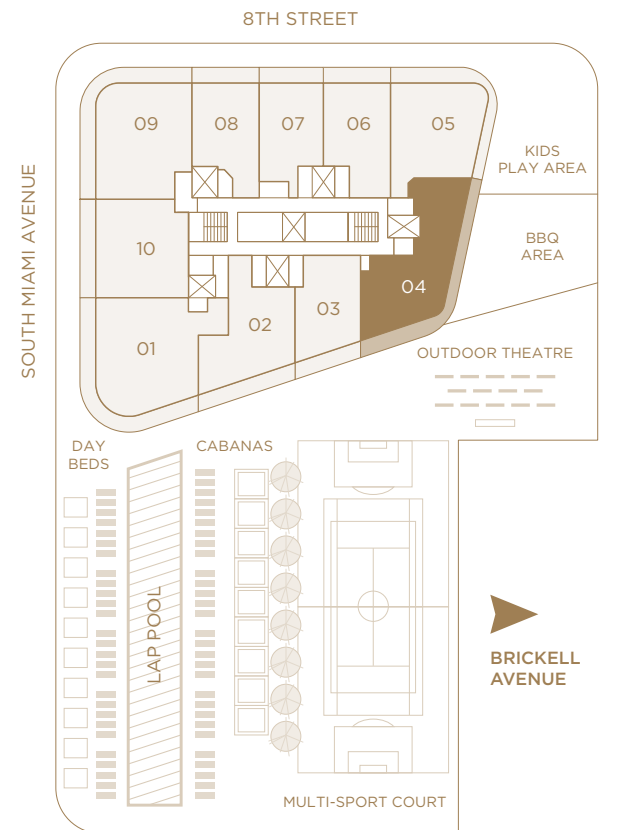 8TH STREET
SOUTH MIAMI AVENUE
09
08
07
06
05
KIDS
PLAY AREA
10
BBQ
AREA
04
01
02
03
OUTDOOR THEATRE
DAY
BEDS
CABANAS
LAP POOL
BRICKELL
AVENUE
MULTI-SPORT COURT